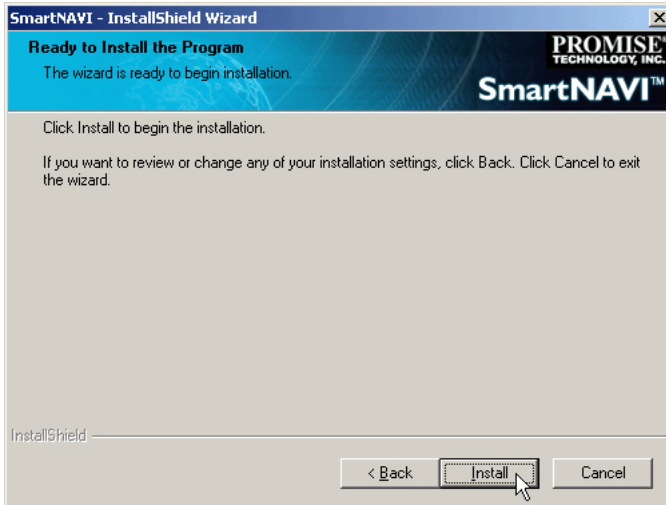 SmartNAVI - InstallShield Wizard
Ready to Install the Program
The wizard is ready to begin installation.
PROMISE®
TECHNOLOGY, INC.
SmartNAVI™
Click Install to begin the installation.
If you want to review or change any of your installation settings, click Back. Click Cancel to exit
the wizard.
InstallShield
< Back
Install
Cancel